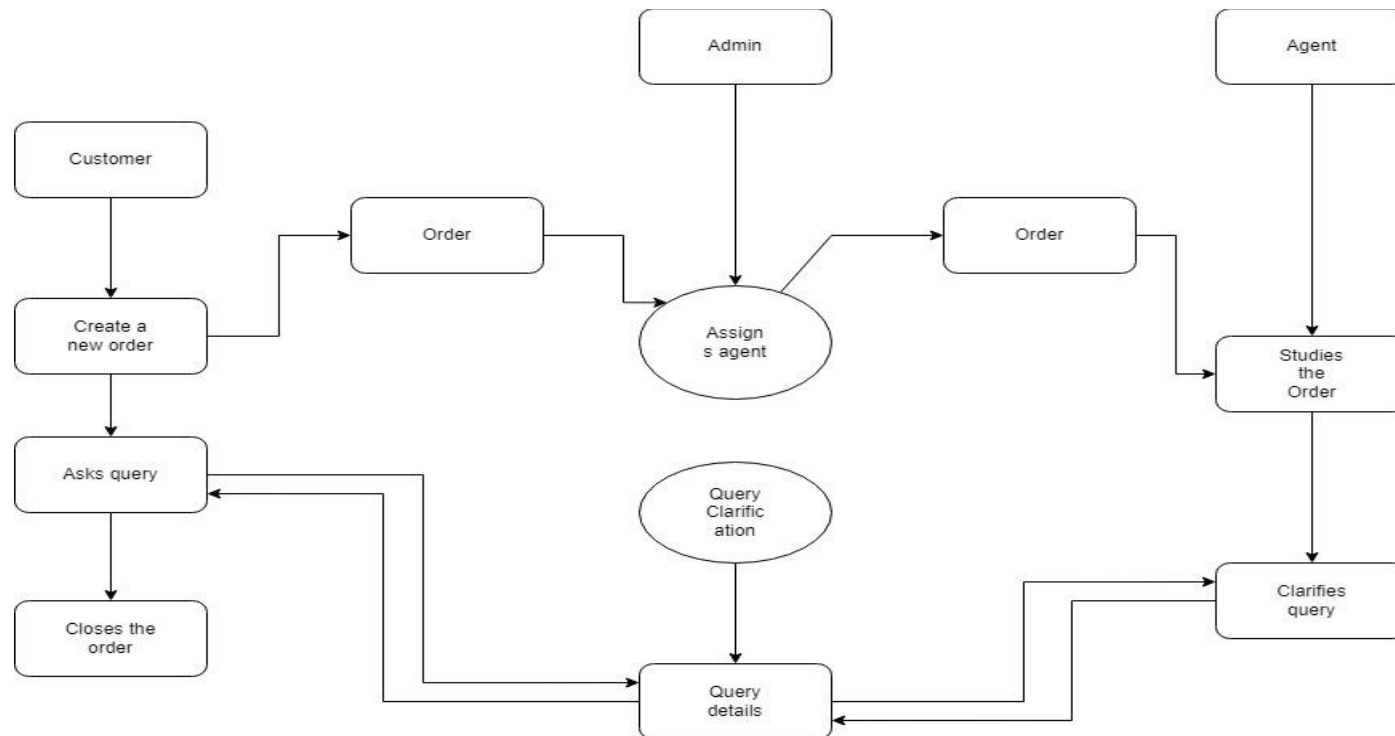 Admin
Agent
Customer
Order
Order
Create a
new order
Assign
s agent
Studies
the
Order
Asks query
Query
Clarific
ation
Clarifies
query
Closes the
order
Query
details